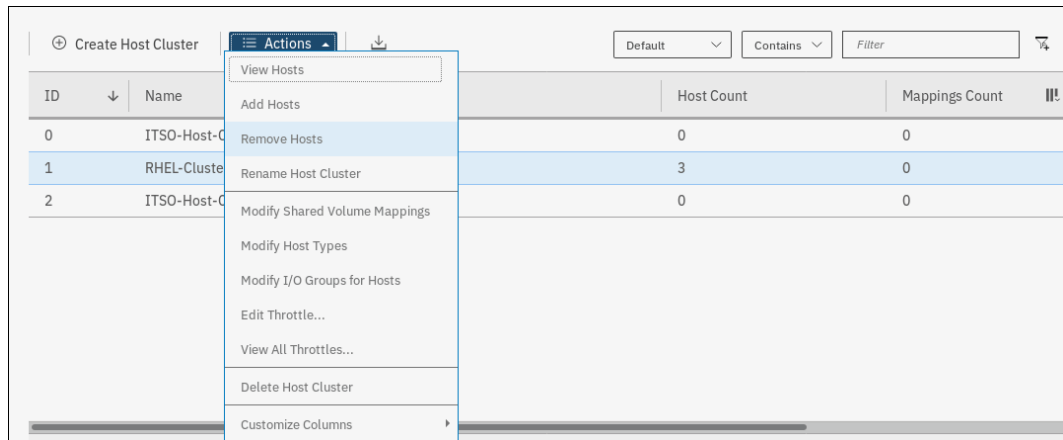 Create Host Cluster Actions Default Contains Filter
View Hosts
ID Name Host Count Mappings Count
Add Hosts
0 ITSO-Host-C 0 0
Remove Hosts
1 RHEL-Cluste 3 0
Rename Host Cluster
2 ITSO-Host-C 0 0
Modify Shared Volume Mappings
Modify Host Types
Modify I/O Groups for Hosts
Edit Throttle...
View All Throttles...
Delete Host Cluster
Customize Columns